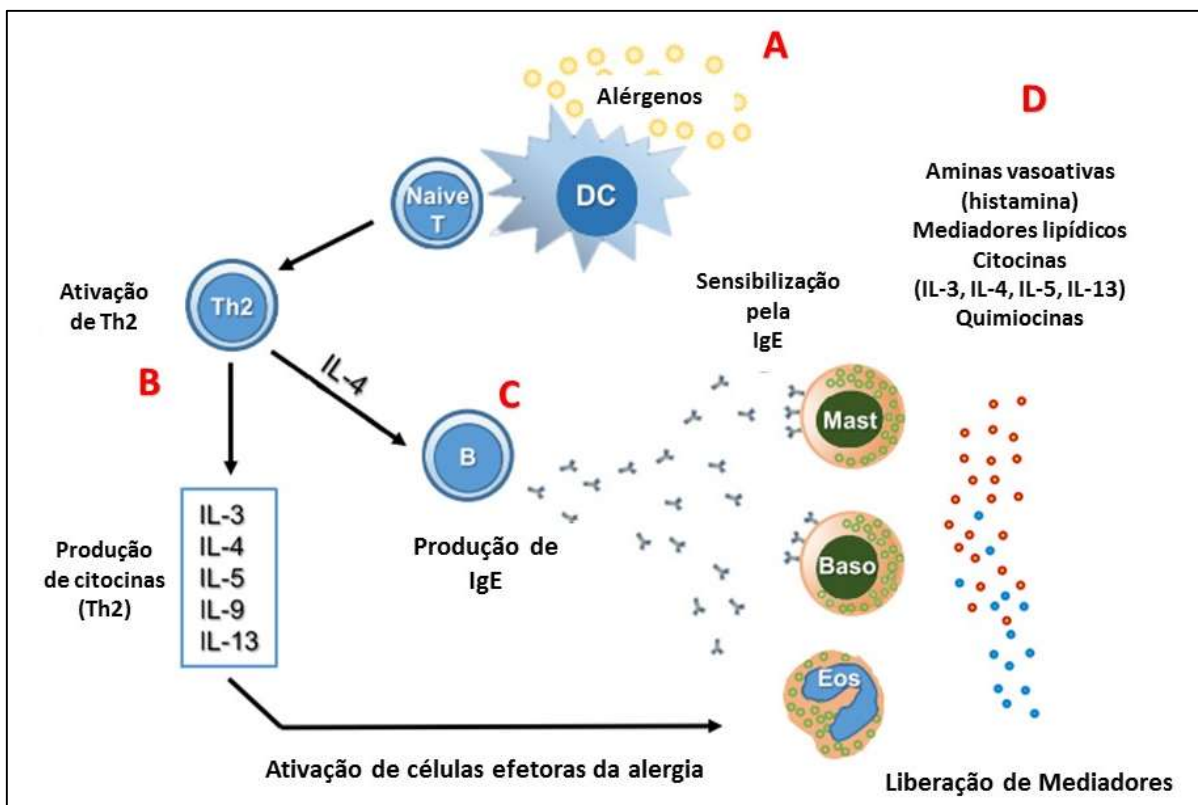 A
Alérgenos
DC
Naive
T
Th2
Ativação
de Th2
B
IL-4
C
B
Produção de
IgE
IL-3
IL-4
IL-5
IL-9
IL-13
Produção
de citocinas
(Th2)
Sensibilização
pela
IgE
Mast
Baso
Eos
D
Aminas vasoativas
(histamina)
Mediadores lipídicos
Citocinas
(IL-3, IL-4, IL-5, IL-13)
Quimiocinas
Ativação de células efetoras da alergia
Liberação de Mediadores